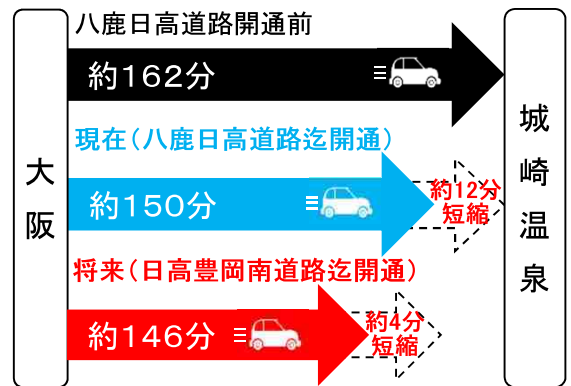 八鹿日高道路開通前
約162分
大阪
城崎温泉
現在(八鹿日高道路迄開通)
約150分
約12分
短縮
将来(日高豊岡南道路迄開通)
約146分
約4分
短縮